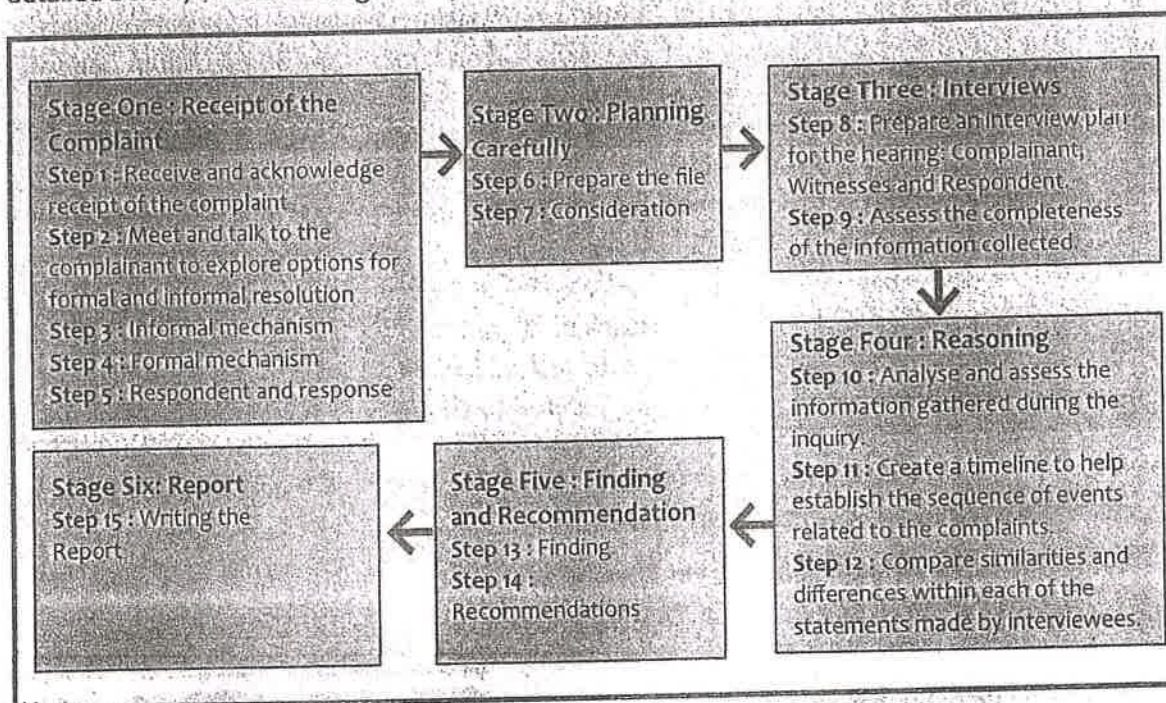 Stage One : Receipt of the
Complaint
Step 1 : Receive and acknowledge
receipt of the complaint
Step 2 : Meet and talk to the
complainant to explore options for
formal and informal resolution
Step 3 : Informal mechanism
Step 4 : Formal mechanism
Step 5 : Respondent and response
Stage Two : Planning
Carefully
Step 6 : Prepare the file
Step 7 : Consideration
Stage Three : Interviews
Step 8 : Prepare an interview plan
for the hearing: Complainant,
Witnesses and Respondent.
Step 9 : Assess the completeness
of the information collected.
Stage Four : Reasoning
Step 10 : Analyse and assess the
information gathered during the
inquiry.
Step 11 : Create a timeline to help
establish the sequence of events
related to the complaints.
Step 12 : Compare similarities and
differences within each of the
statements made by interviewees.
Stage Five : Finding
and Recommendation
Step 13 : Finding
Step 14 :
Recommendations
Stage Six: Report
Step 15 : Writing the
Report